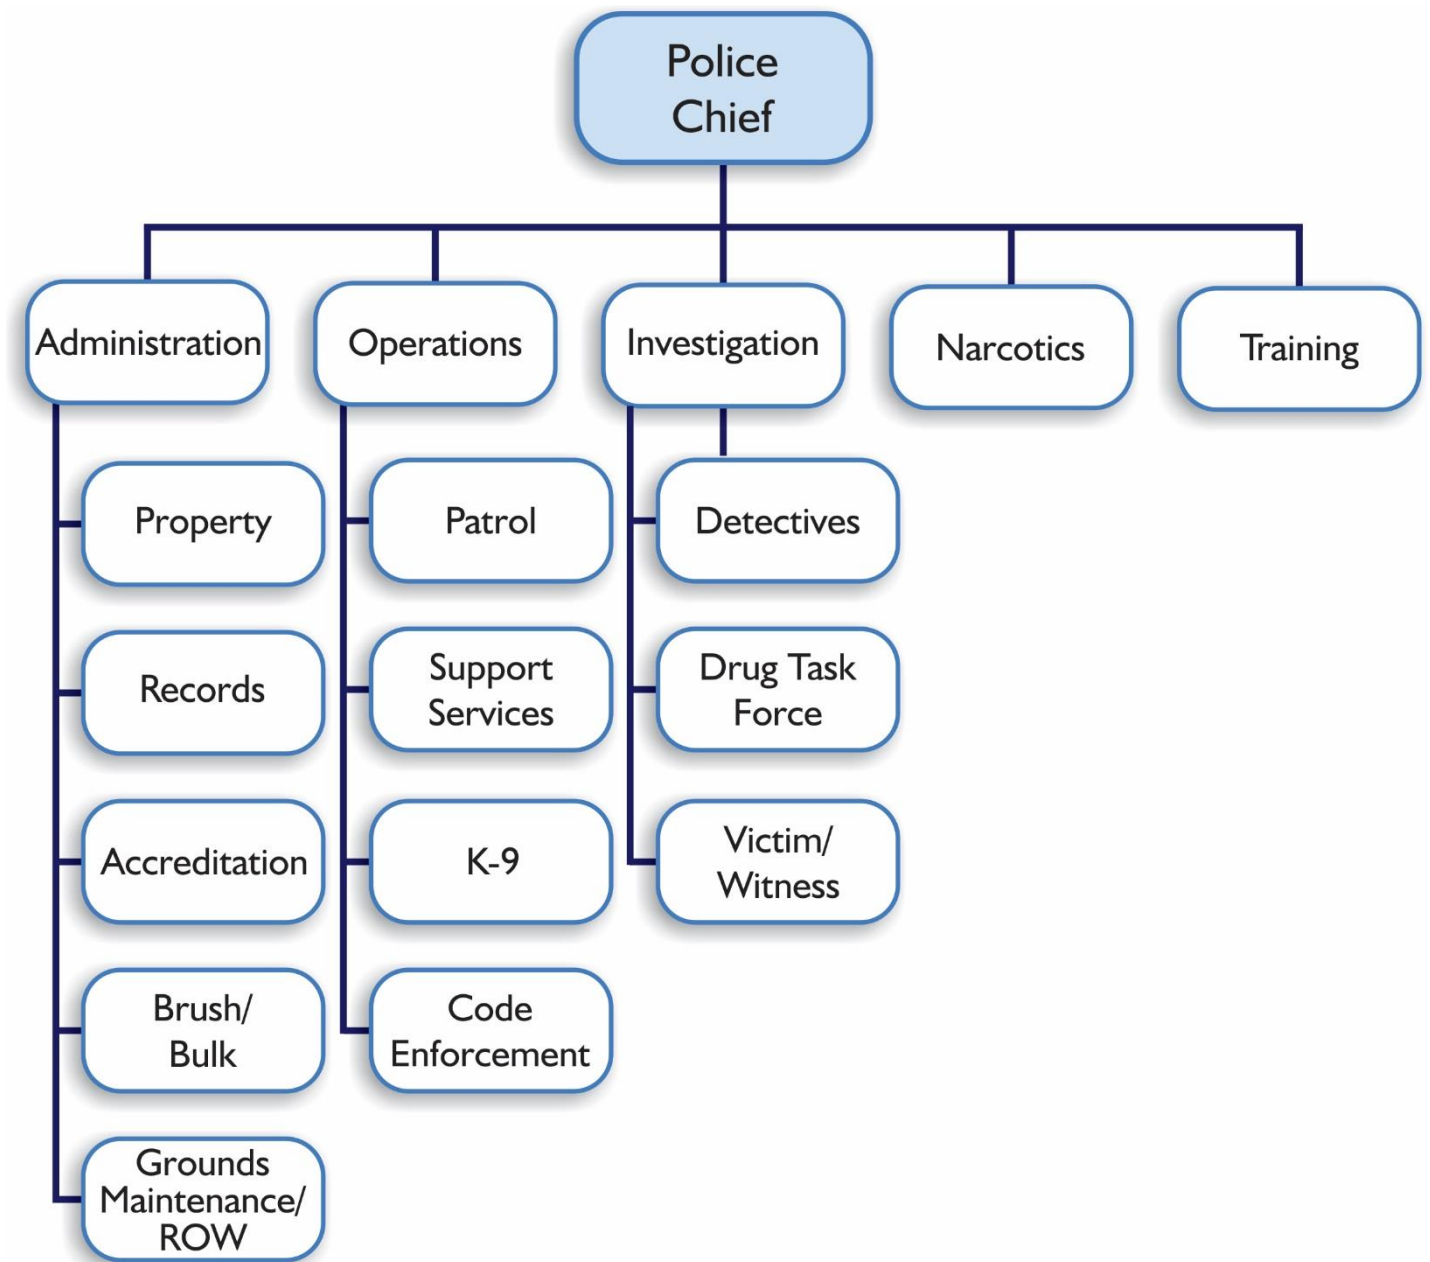 Police
Chief
Administration
Operations
Investigation
Narcotics
Training
Property
Records
Accreditation
Brush/
Bulk
Grounds
Maintenance/
ROW
Patrol
Support
Services
K-9
Code
Enforcement
Detectives
Drug Task
Force
Victim/
Witness